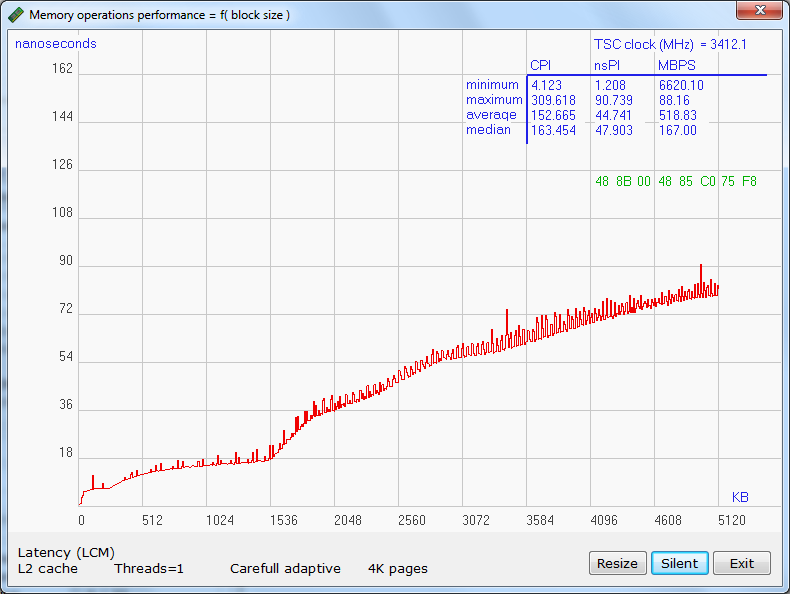 Memory operations performance = f( block size )
nanoseconds
TSC clock (MHz) = 3412.1
CPI nsPI MBPS
minimum 4.123 1.208 6620.10
maximum 309.618 90.739 88.16
average 152.665 44.741 518.83
median 163.454 47.903 167.00
48 8B 00 48 85 C0 75 F8
162
144
126
108
90
72
54
36
18
KB
0 512 1024 1536 2048 2560 3072 3584 4096 4608 5120
Latency (LCM)
L2 cache Threads=1 Carefull adaptive 4K pages
Resize Silent Exit